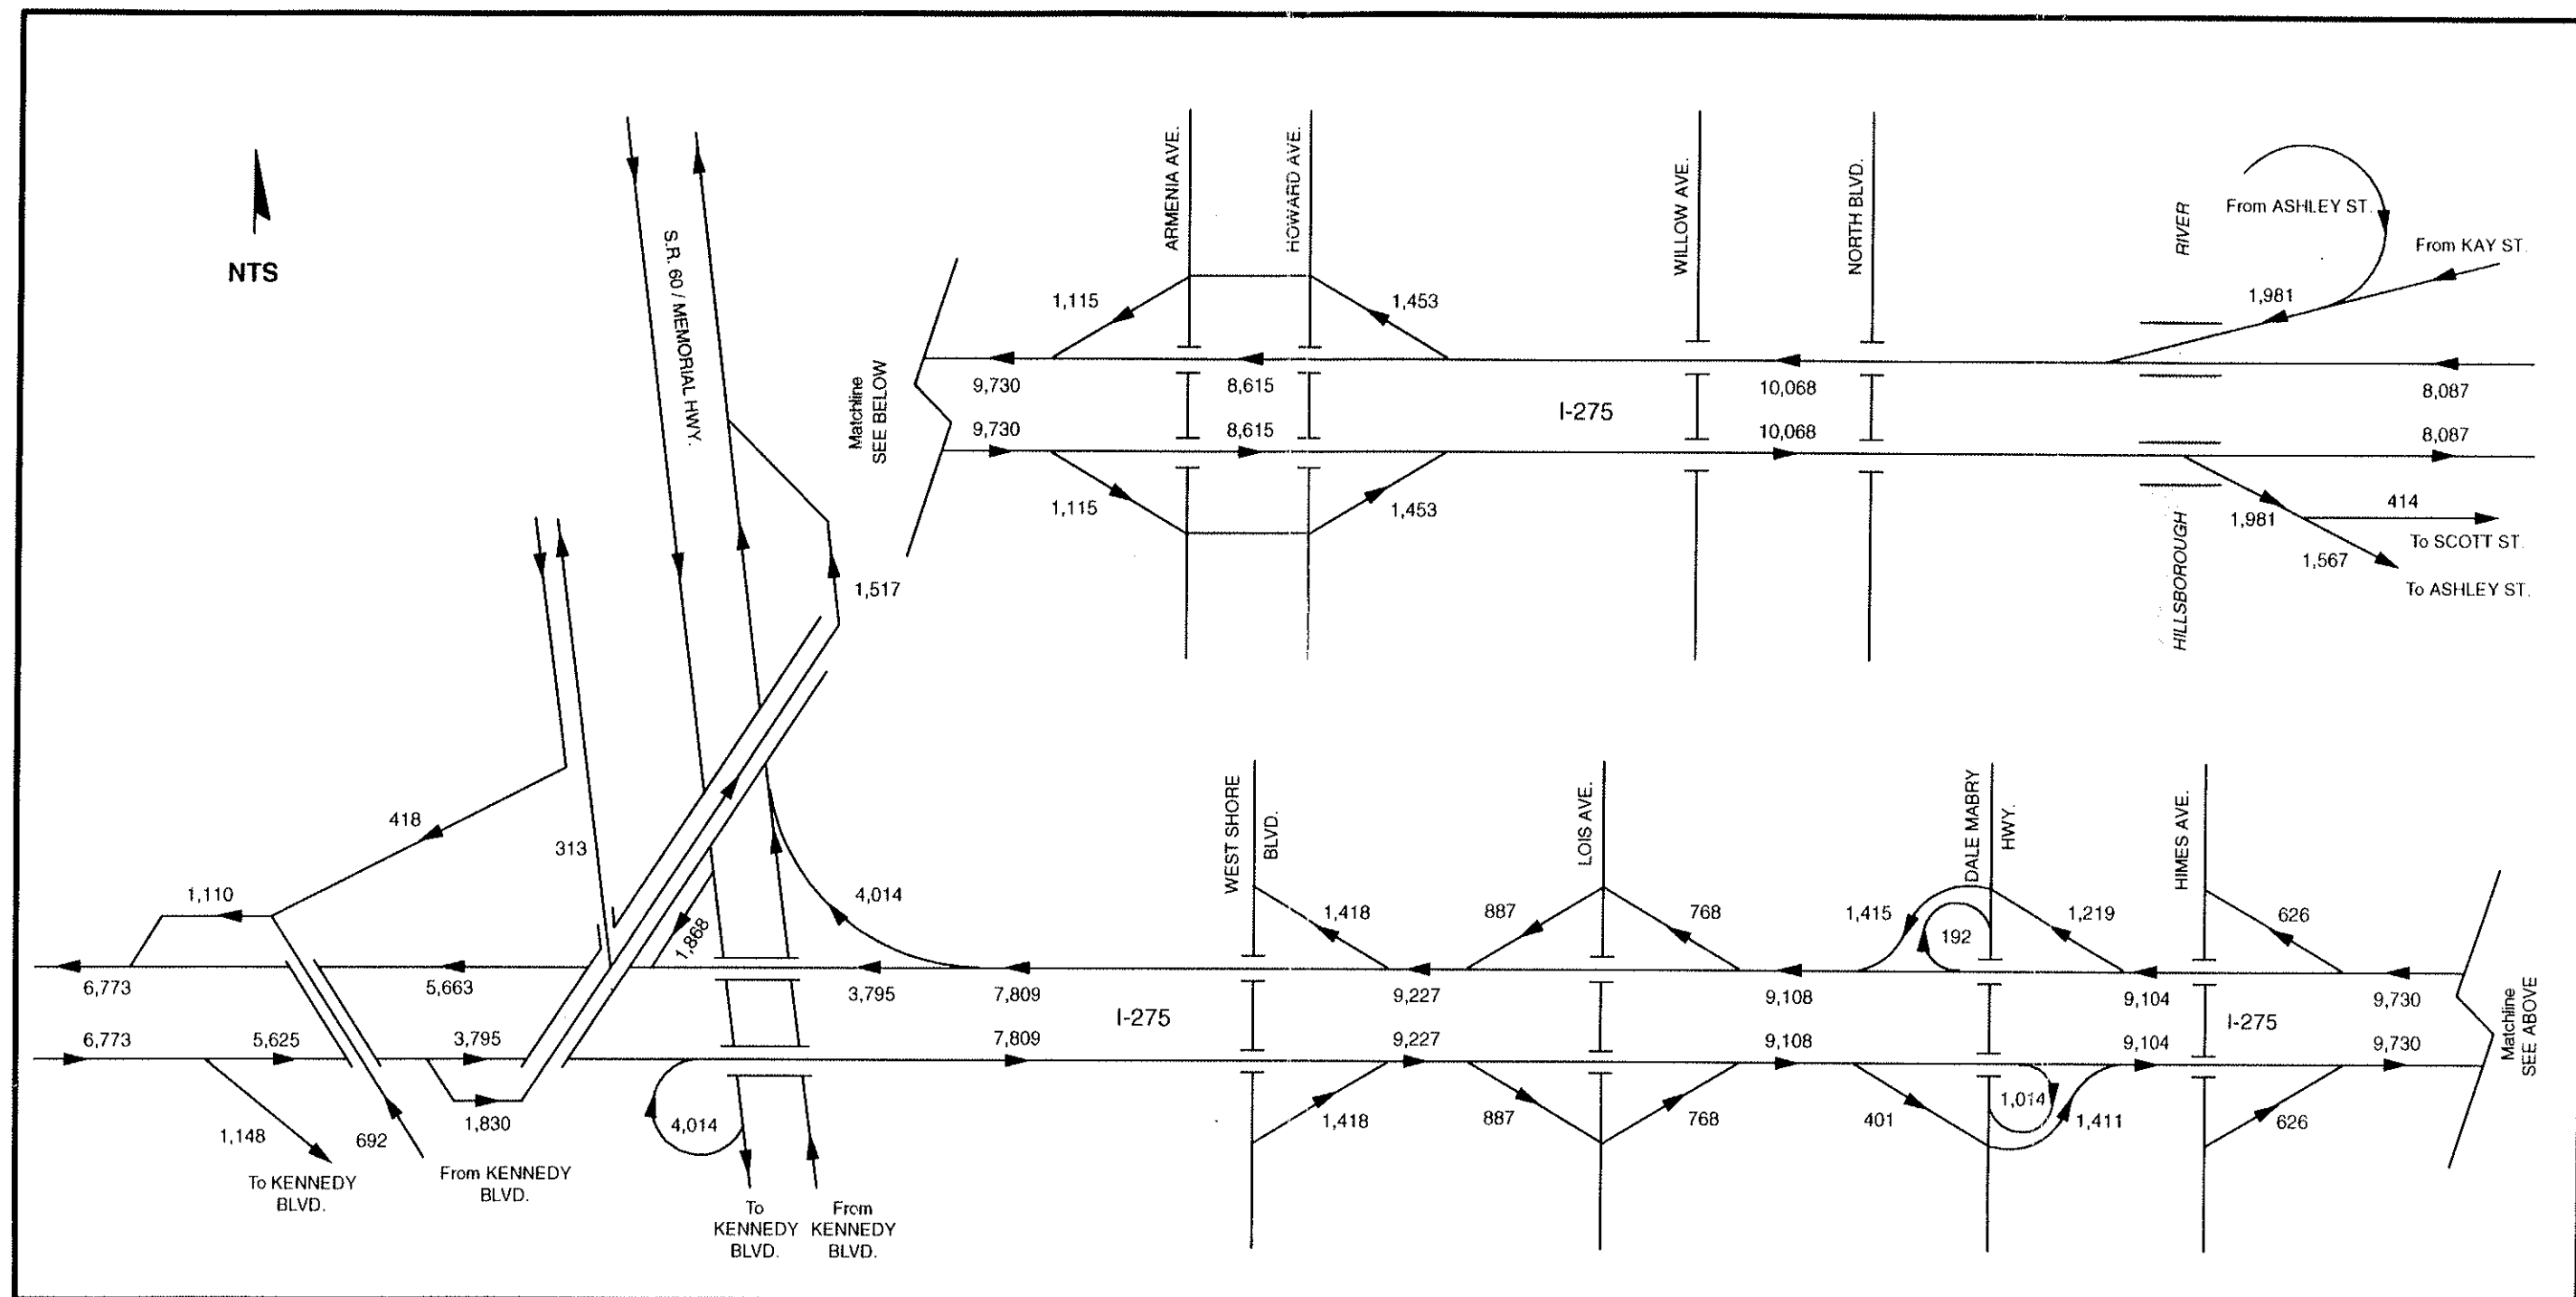 NTS
S.R. 60 / MEMORIAL HWY.
ARMENIA AVE.
HOWARD AVE.
WILLOW AVE.
NORTH BLVD.
RIVER
From ASHLEY ST.
From KAY ST.
1,115
1,453
1,981
Matchline
SEE BELOW
9,730
8,615
10,068
8,087
I-275
9,730
8,615
10,068
8,087
1,115
1,453
HILLSBOROUGH
1,981
414
To SCOTT ST.
1,567
To ASHLEY ST.
1,517
418
313
1,110
1,868
4,014
WEST SHORE
BLVD.
1,418
887
LOIS AVE.
768
1,415
192
DALE MABRY
HWY.
1,219
HIMES AVE.
626
6,773
5,663
3,795
7,809
9,227
9,108
9,104
9,730
I-275
I-275
Matchline
SEE ABOVE
6,773
5,625
3,795
7,809
9,227
9,108
9,104
9,730
1,148
692
1,830
4,014
1,418
887
768
401
1,014
1,411
626
To KENNEDY
BLVD.
From KENNEDY
BLVD.
To
KENNEDY
BLVD.
From
KENNEDY
BLVD.